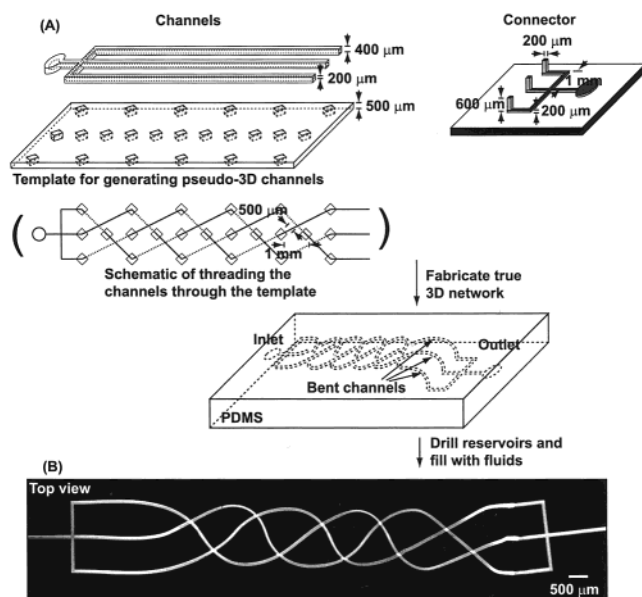 (A)
Channels
400 μm
200 μm
500 μm
Template for generating pseudo-3D channels
Connector
200 μm
1 mm
600 μm
200 μm
500 μm
1 mm
Schematic of threading the
channels through the template
Fabricate true
3D network
Inlet
Outlet
Bent channels
PDMS
Drill reservoirs and
fill with fluids
(B)
Top view
500 μm